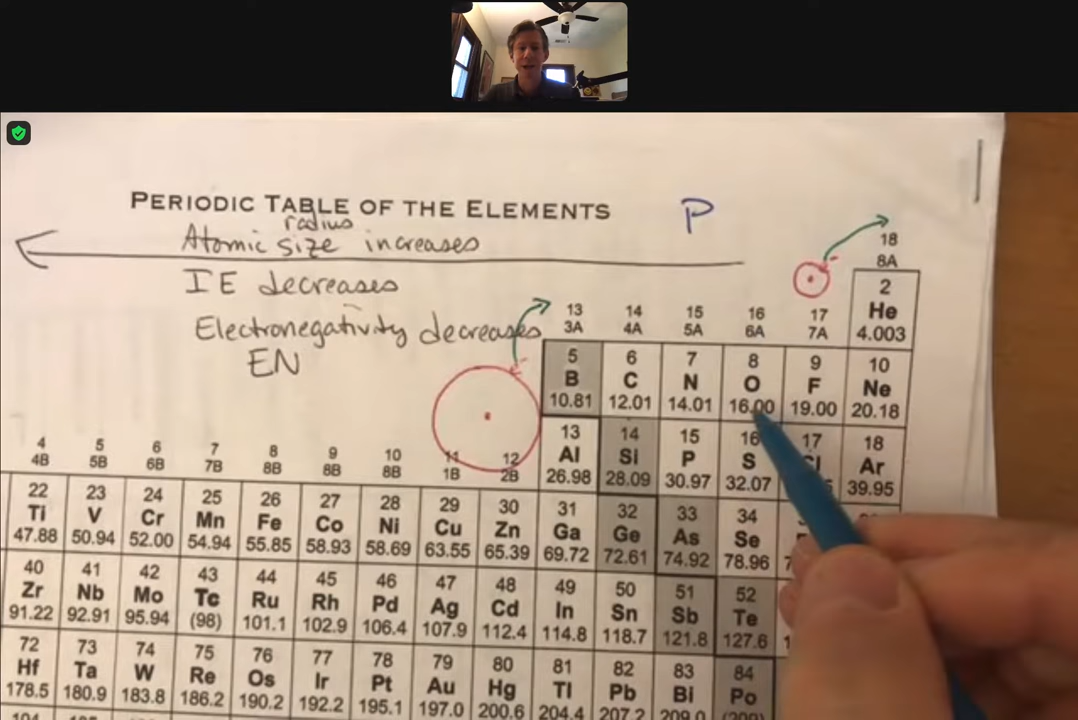 PERIODIC TABLE OF THE ELEMENTS
radius
Atomic size increases
P
IE decreases
Electronegativity decreases
EN
18
8A
13 14 15 16 17
3A 4A 5A 6A 7A
2
He
4.003
5 6 7 8 9 10
B C N O F Ne
10.81 12.01 14.01 16.00 19.00 20.18
13 14 15 16 17 18
Al Si P S Cl Ar
26.98 28.09 30.97 32.07 39.95
4 5 6 7 8 9 10 11 12
4B 5B 6B 7B 8B 8B 8B 1B 2B
22 23 24 25 26 27 28 29 30 31 32 33 34
Ti V Cr Mn Fe Co Ni Cu Zn Ga Ge As Se
47.88 50.94 52.00 54.94 55.85 58.93 58.69 63.55 65.39 69.72 72.61 74.92 78.96
40 41 42 43 44 45 46 47 48 49 50 51 52
Zr Nb Mo Tc Ru Rh Pd Ag Cd In Sn Sb Te
91.22 92.91 95.94 (98) 101.1 102.9 106.4 107.9 112.4 114.8 118.7 121.8 127.6
72 73 74 75 76 77 78 79 80 81 82 83 84
Hf Ta W Re Os Ir Pt Au Hg Tl Pb Bi Po
178.5 180.9 183.8 186.2 190.2 192.2 195.1 197.0 200.6 204.4 207.2 209.0
104